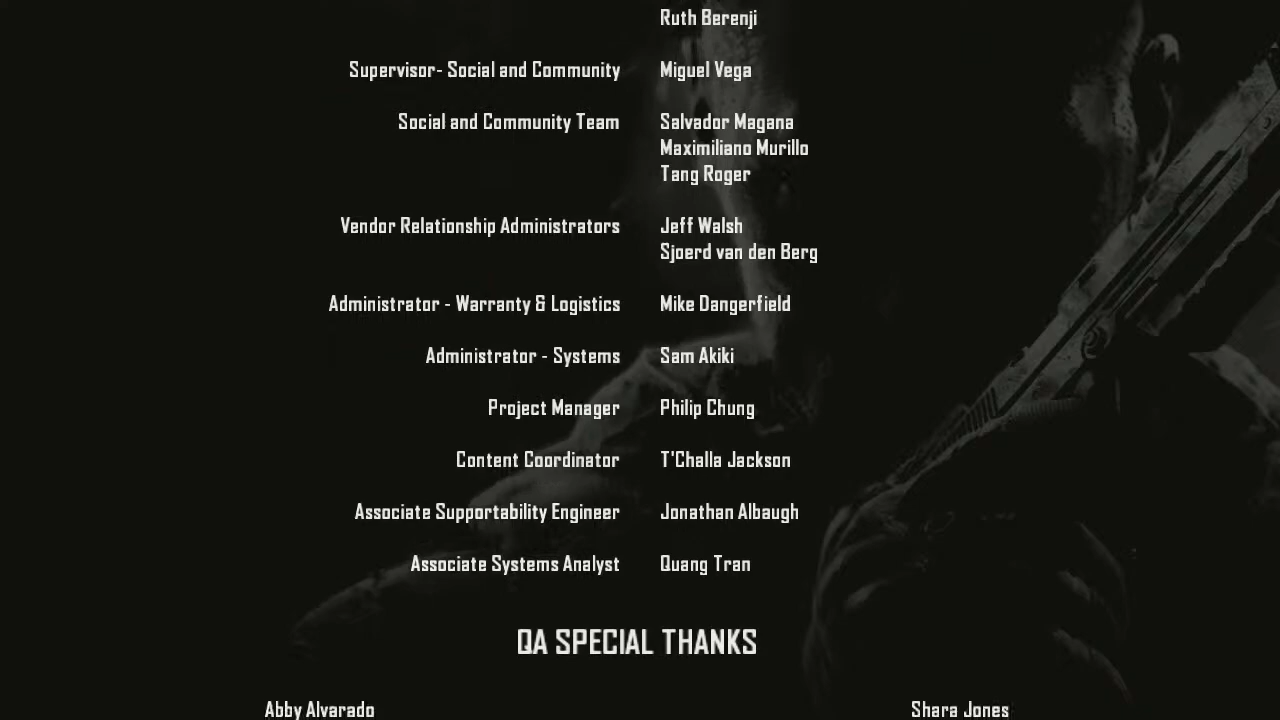 Ruth Berenji
Supervisor- Social and Community Miguel Vega
Social and Community Team Salvador Magana
Maximiliano Murillo
Tang Roger
Vendor Relationship Administrators Jeff Walsh
Sjoerd van den Berg
Administrator - Warranty & Logistics Mike Dangerfield
Administrator - Systems Sam Akiki
Project Manager Philip Chung
Content Coordinator T'Challa Jackson
Associate Supportability Engineer Jonathan Albaugh
Associate Systems Analyst Quang Tran
QA SPECIAL THANKS
Abby Alvarado Shara Jones